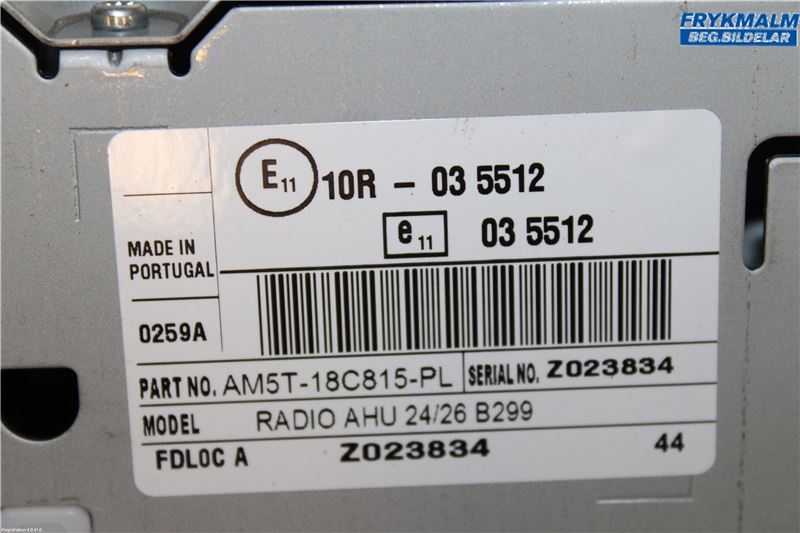 FRYKMALM
BEG.BILDELAR
E11 10R - 03 5512
e11 03 5512
MADE IN
PORTUGAL
0259A
PART NO. AM5T-18C815-PL SERIAL NO. Z023834
MODEL RADIO AHU 24/26 B299
FDLOC A Z023834 44